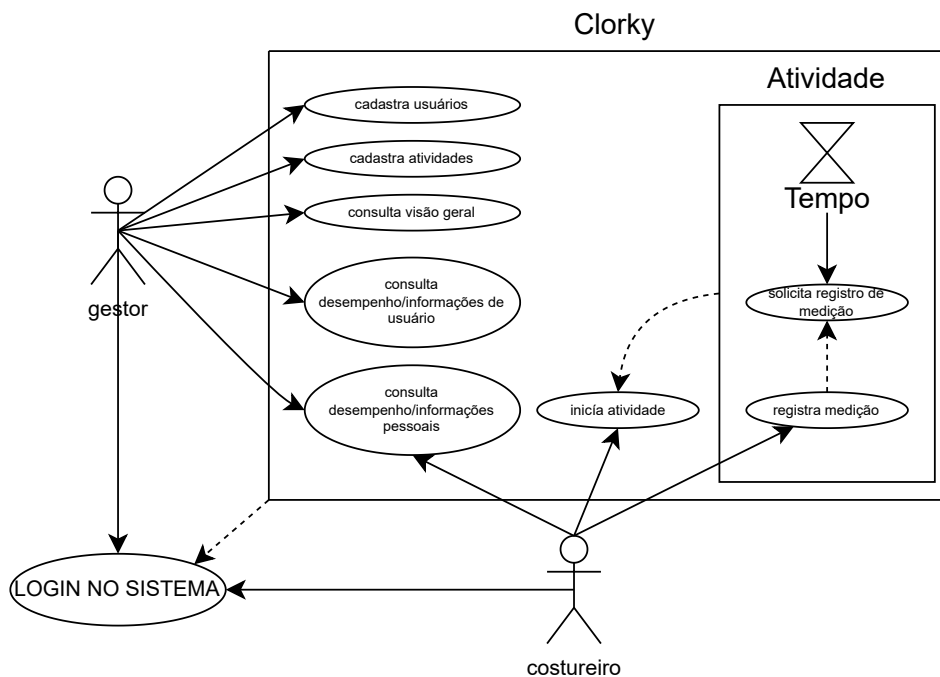 Clorky
Atividade
cadastra usuários
cadastra atividades
consulta visão geral
Tempo
gestor
consulta
desempenho/informações de
usuário
solicita registro de
medição
consulta
desempenho/informações
pessoais
inicía atividade
registra medição
LOGIN NO SISTEMA
costureiro